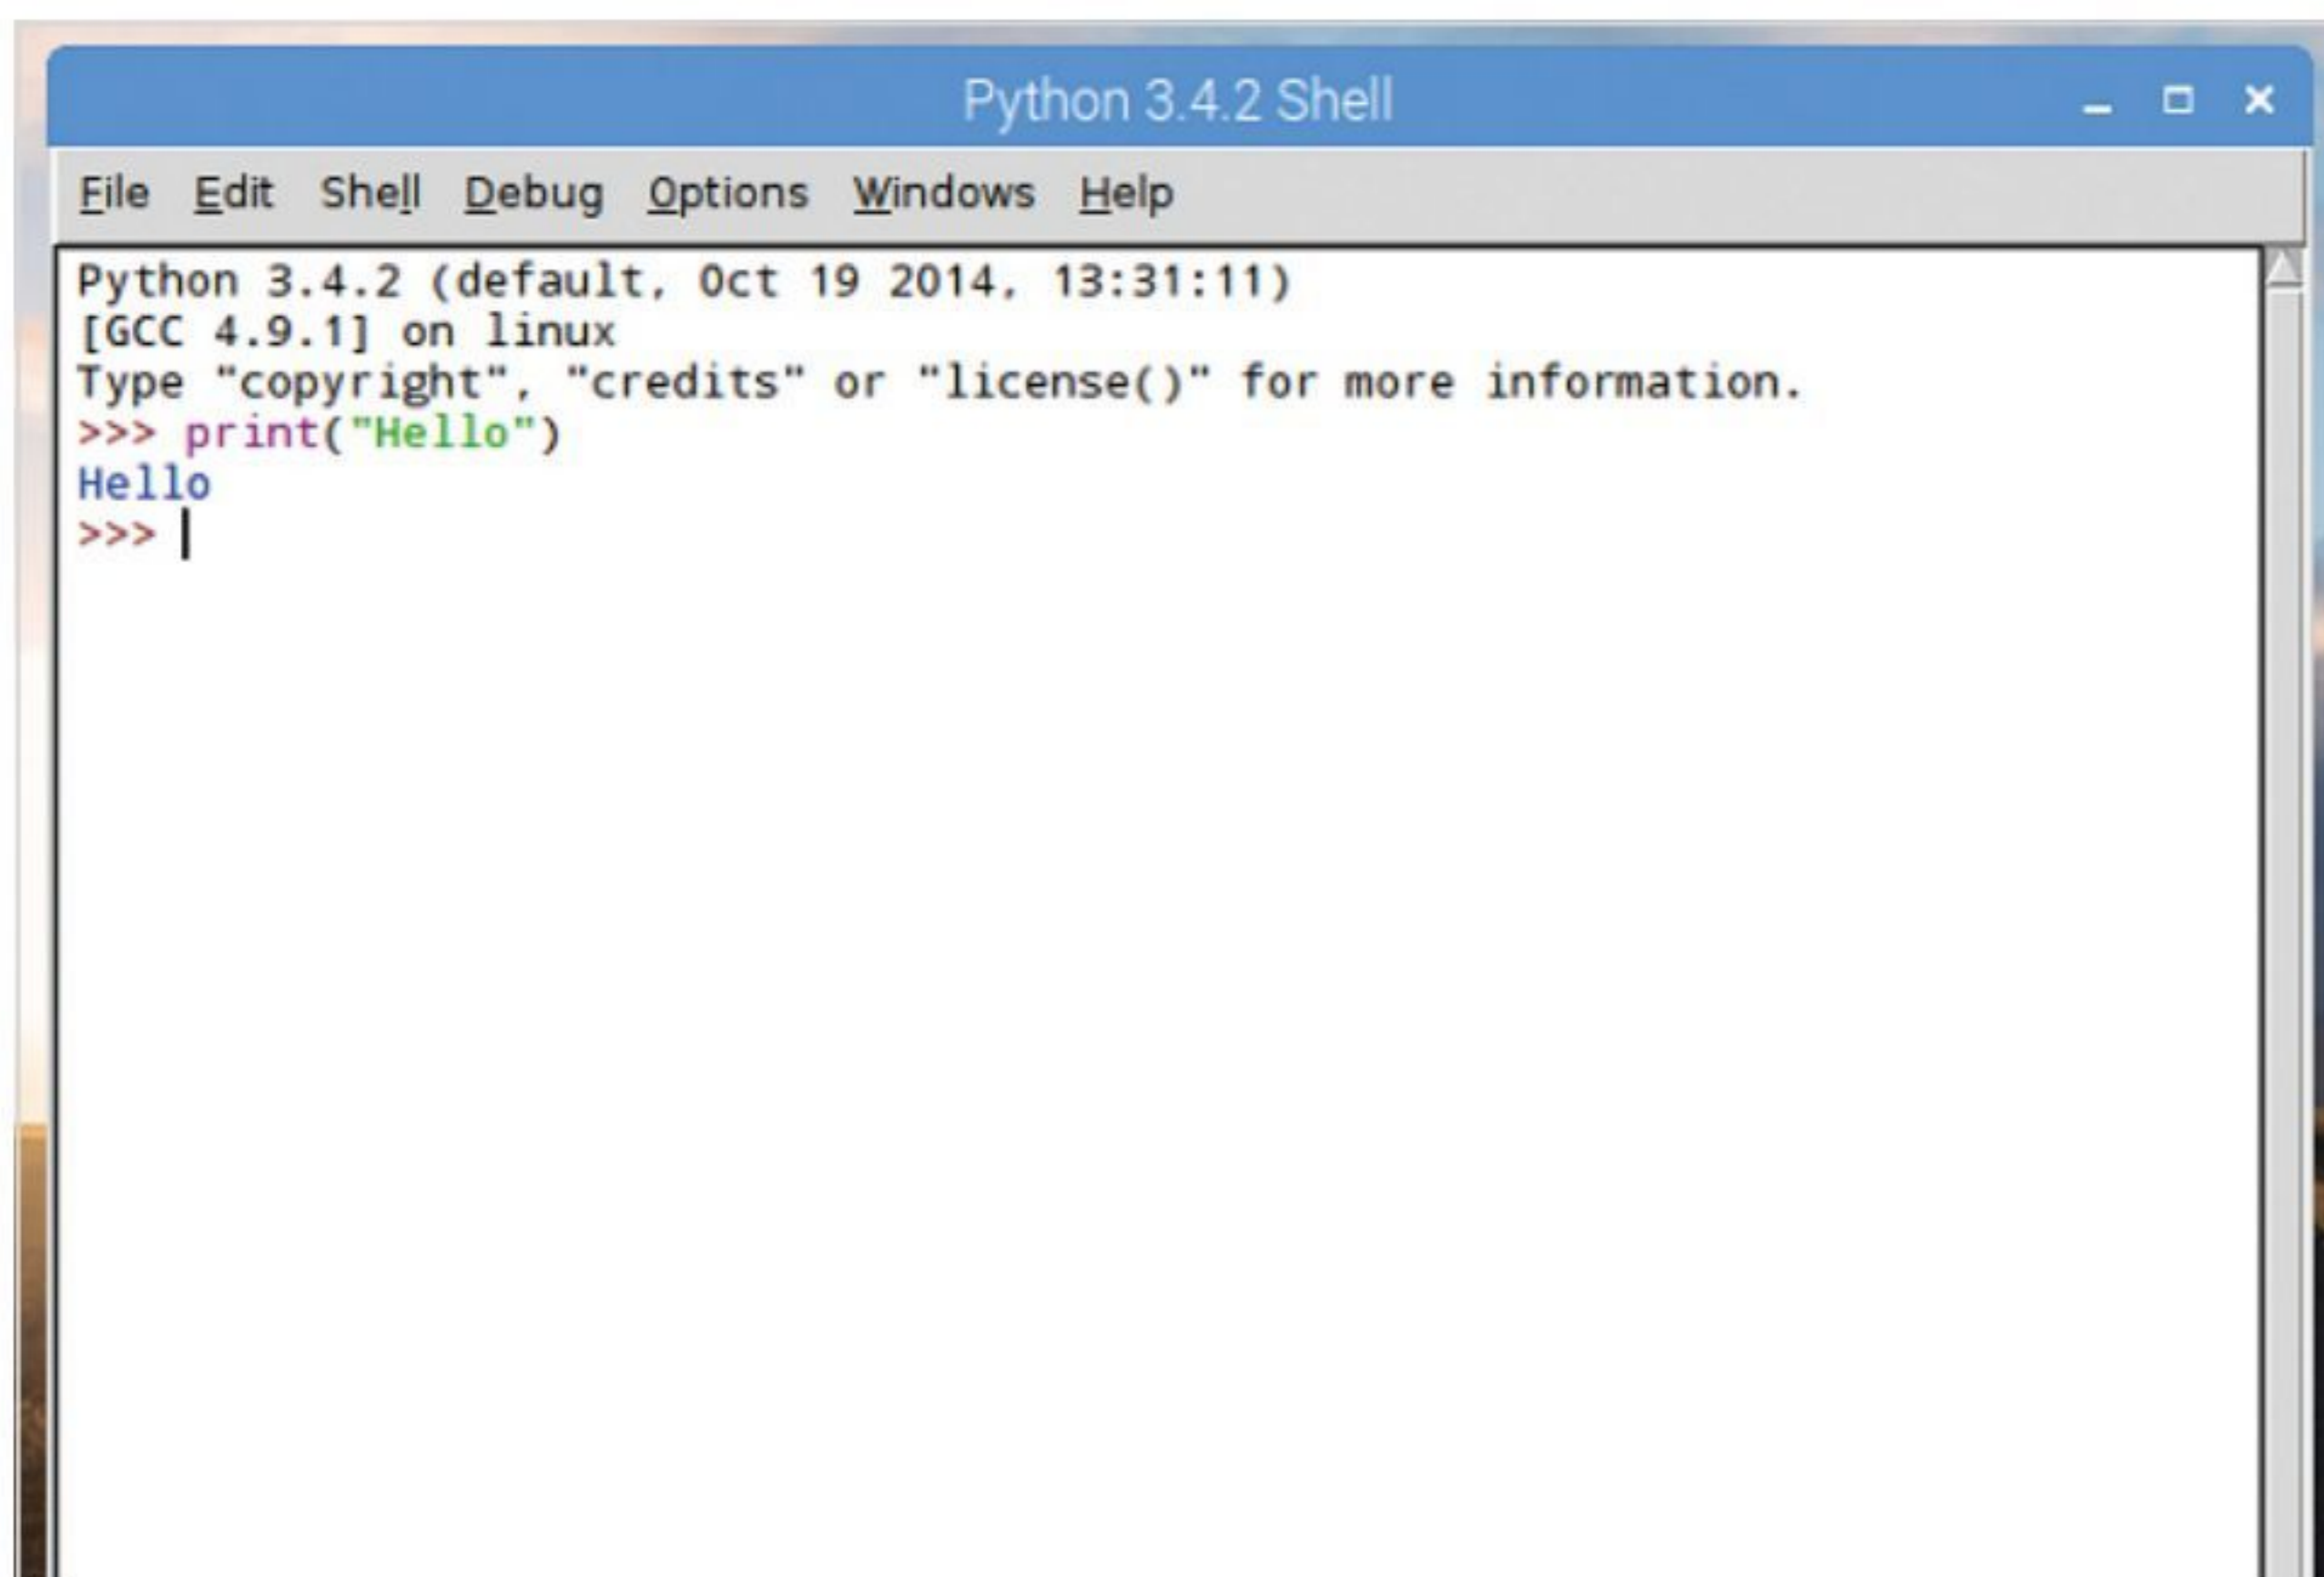 Python 3.4.2 Shell
File Edit Shell Debug Options Windows Help
Python 3.4.2 (default, Oct 19 2014, 13:31:11)
[GCC 4.9.1] on linux
Type "copyright", "credits" or "license()" for more information.
>>> print("Hello")
Hello
>>>